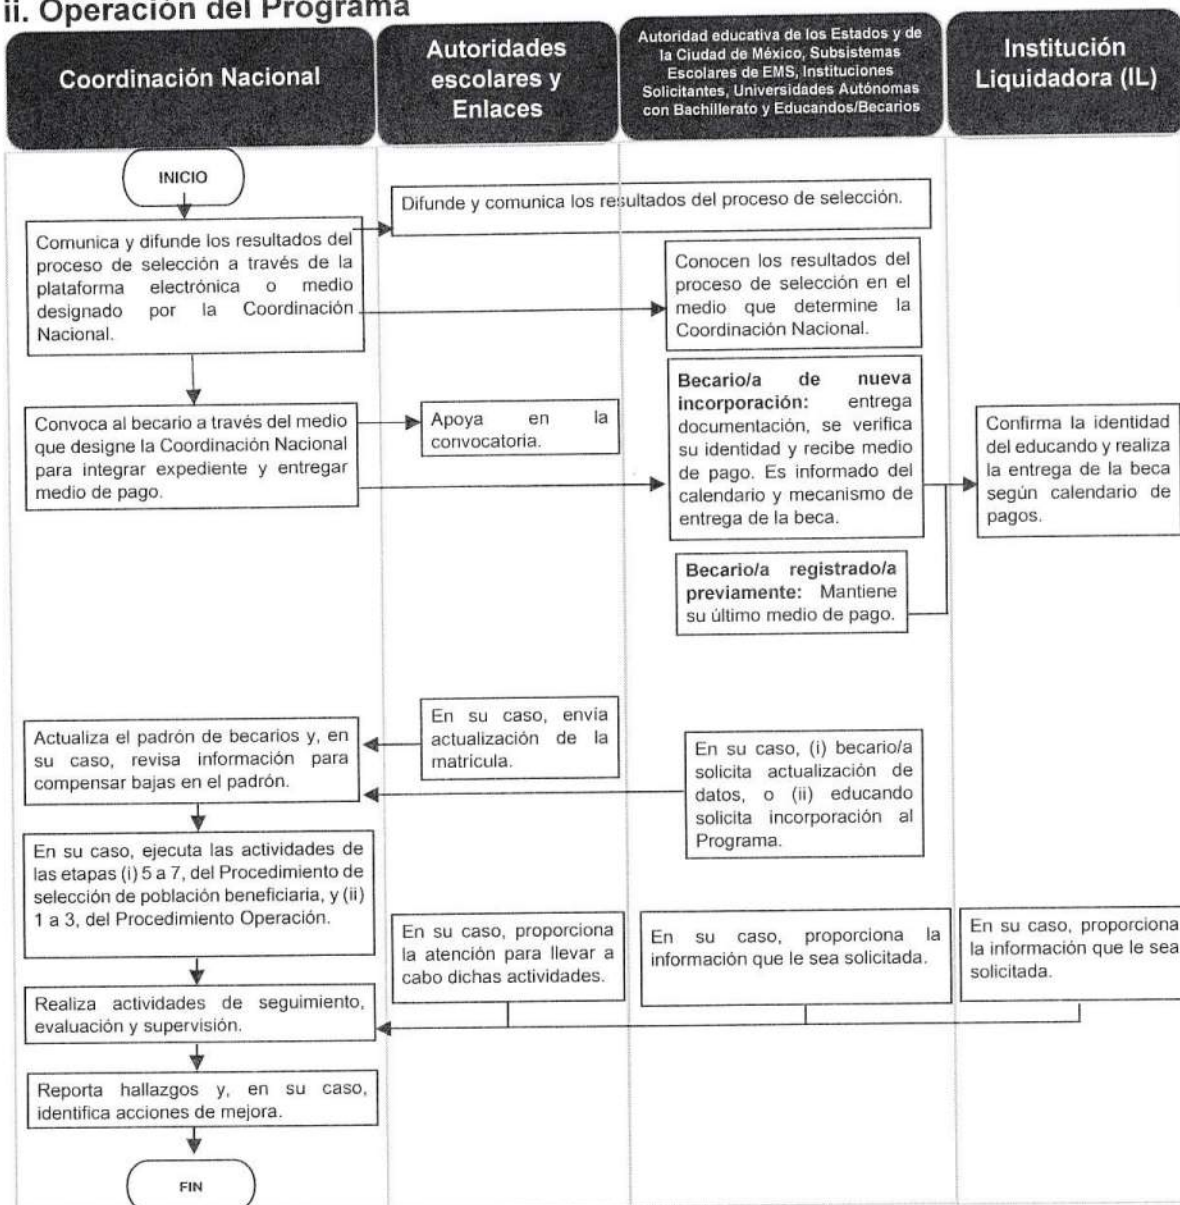 ii. Operación del Programa
Coordinación Nacional
Autoridades
escolares y
Enlaces
Autoridad educativa de los Estados y de
la Ciudad de México, Subsistemas
Escolares de EMS, Instituciones
Solicitantes, Universidades Autónomas
con Bachillerato y Educandos/Becarios
Institución
Liquidadora (IL)
INICIO
Comunica y difunde los resultados del
proceso de selección a través de la
plataforma electrónica o medio
designado por la Coordinación
Nacional.
Difunde y comunica los resultados del proceso de selección.
Conocen los resultados del
proceso de selección en el
medio que determine la
Coordinación Nacional.
Convoca al becario a través del medio
que designe la Coordinación Nacional
para integrar expediente y entregar
medio de pago.
Apoya en la
convocatoria.
Becario/a de nueva
incorporación: entrega
documentación, se verifica
su identidad y recibe medio
de pago. Es informado del
calendario y mecanismo de
entrega de la beca.
Confirma la identidad
del educando y realiza
la entrega de la beca
según calendario de
pagos.
Becario/a registrado/a
previamente: Mantiene
su último medio de pago.
Actualiza el padrón de becarios y, en
su caso, revisa información para
compensar bajas en el padrón.
En su caso, envía
actualización de la
matrícula.
En su caso, (i) becario/a
solicita actualización de
datos, o (ii) educando
solicita incorporación al
Programa.
En su caso, ejecuta las actividades de
las etapas (i) 5 a 7, del Procedimiento de
selección de población beneficiaria, y (ii)
1 a 3, del Procedimiento Operación.
En su caso, proporciona
la atención para llevar a
cabo dichas actividades.
En su caso, proporciona la
información que le sea solicitada.
En su caso, proporciona
la información que le sea
solicitada.
Realiza actividades de seguimiento,
evaluación y supervisión.
Reporta hallazgos y, en su caso,
identifica acciones de mejora.
FIN